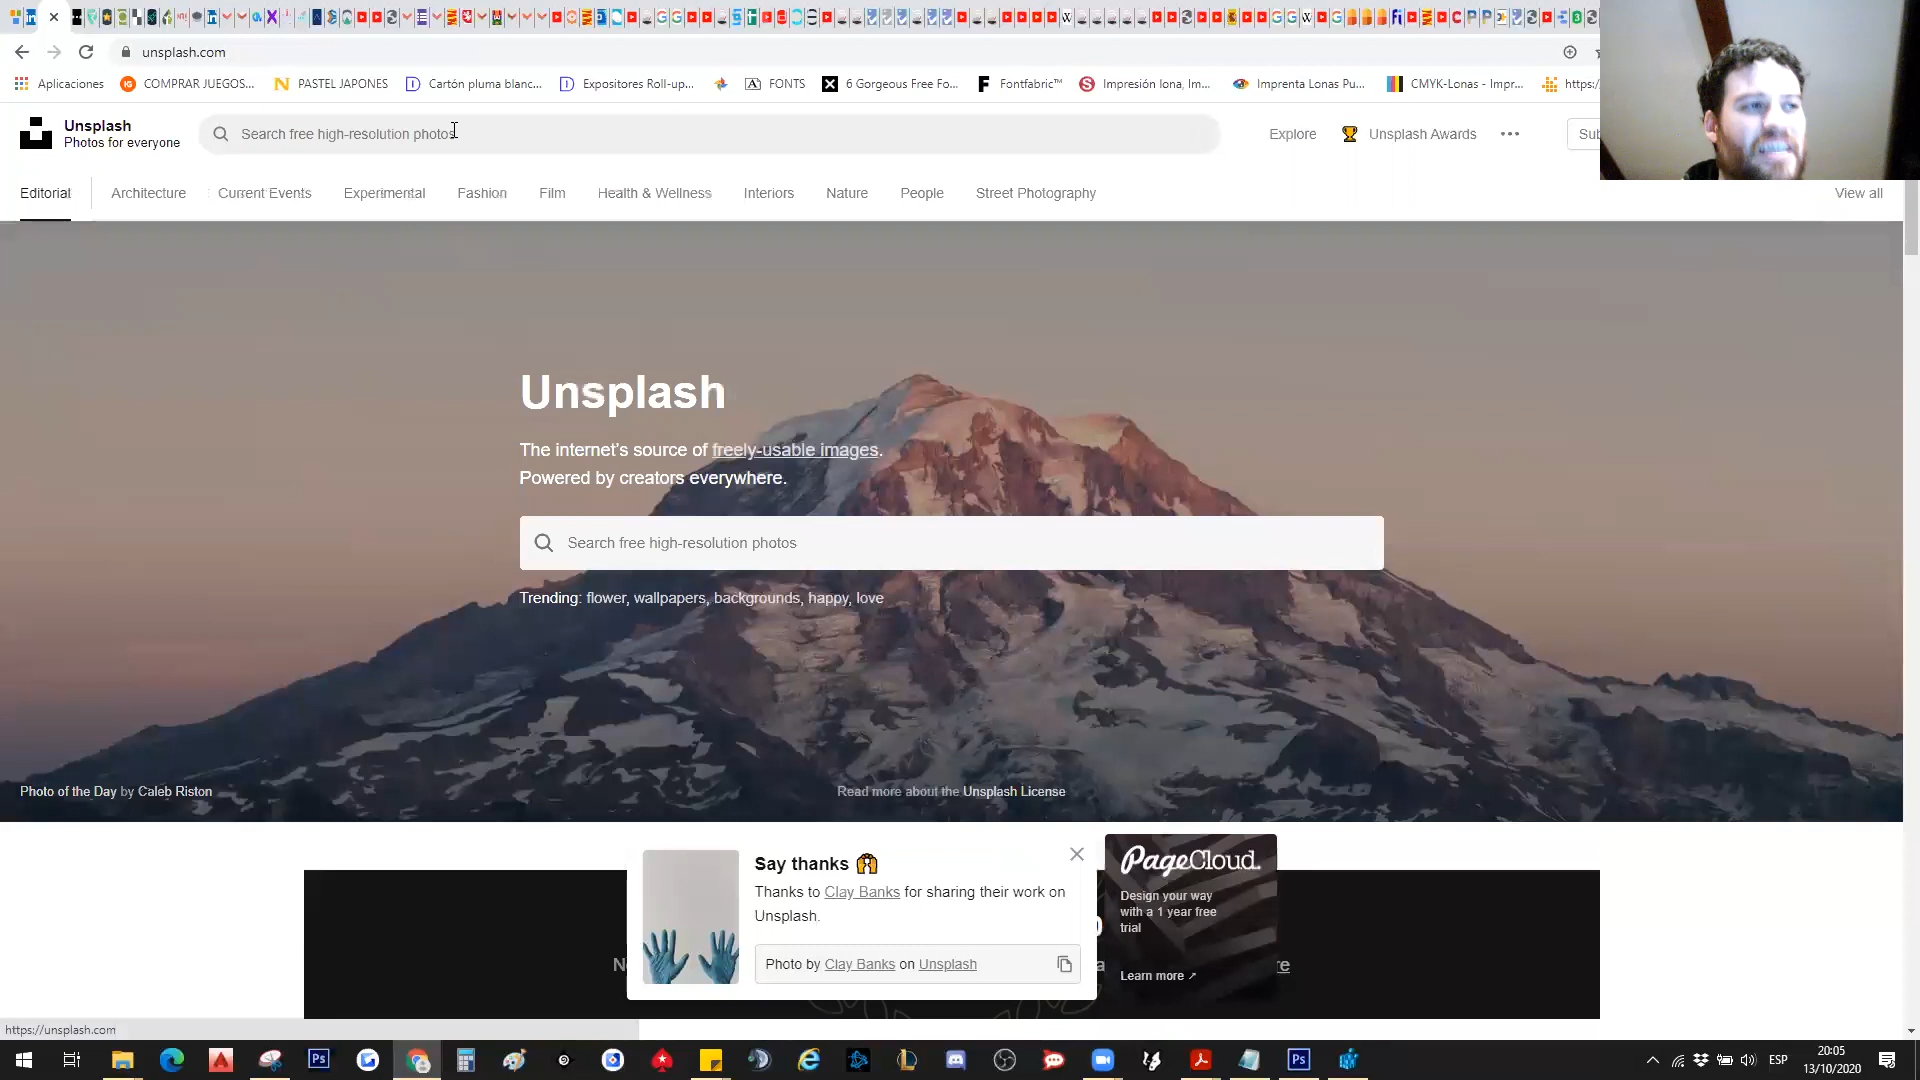 unsplash.com
Aplicaciones
COMPRAR JUEGOS...
PASTEL JAPONES
Cartón pluma blanc...
Expositores Roll-up...
FONTS
6 Gorgeous Free Fo...
Fontfabric™
Impresión lona, Im...
Imprenta Lonas Pu...
CMYK-Lonas - Impr...
https:/
Unsplash
Photos for everyone
Search free high-resolution photos
Explore
Unsplash Awards
Sub
Editorial
Architecture
Current Events
Experimental
Fashion
Film
Health & Wellness
Interiors
Nature
People
Street Photography
View all
Unsplash
The internet's source of freely-usable images.
Powered by creators everywhere.
Search free high-resolution photos
Trending: flower, wallpapers, backgrounds, happy, love
Photo of the Day by Caleb Riston
Read more about the Unsplash License
Say thanks
Thanks to Clay Banks for sharing their work on
Unsplash.
Photo by Clay Banks on Unsplash
PageCloud.
Design your way
with a 1 year free
trial
Learn more
https://unsplash.com
ESP
20:05
13/10/2020